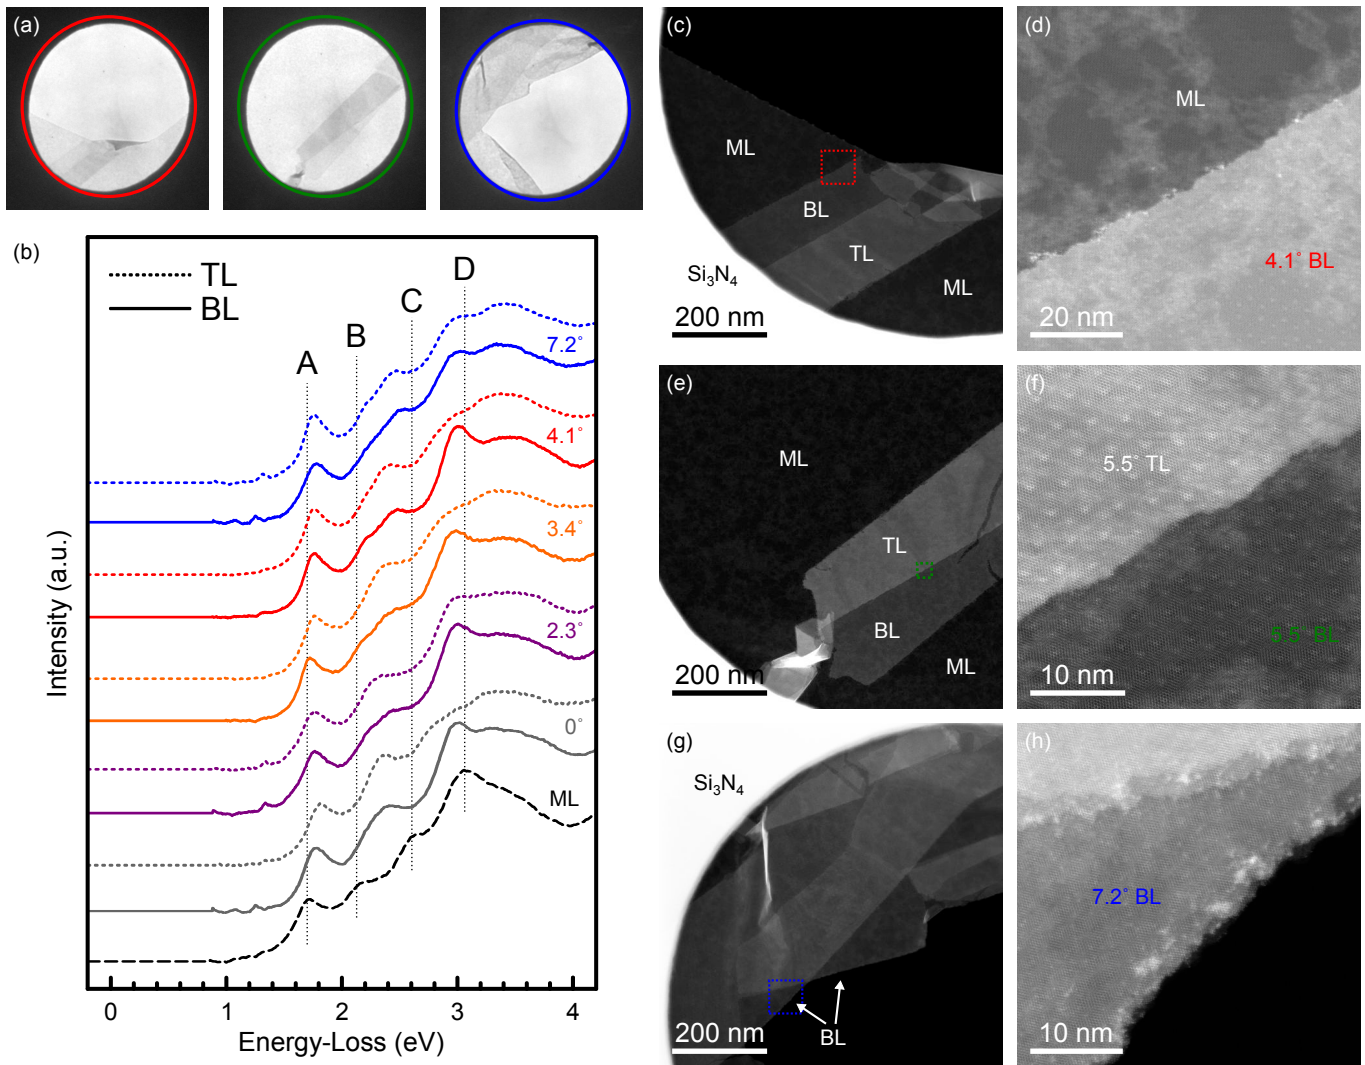 (a)
(b)
TL
BL
A
B
C
D
7.2°
4.1°
3.4°
2.3°
0°
ML
Intensity (a.u.)
0 1 2 3 4
Energy-Loss (eV)
(c)
ML
BL
TL
ML
Si₃N₄
200 nm
(d)
ML
4.1° BL
20 nm
(e)
ML
TL
BL
ML
200 nm
(f)
5.5° TL
5.5° BL
10 nm
(g)
Si₃N₄
BL
200 nm
(h)
7.2° BL
10 nm